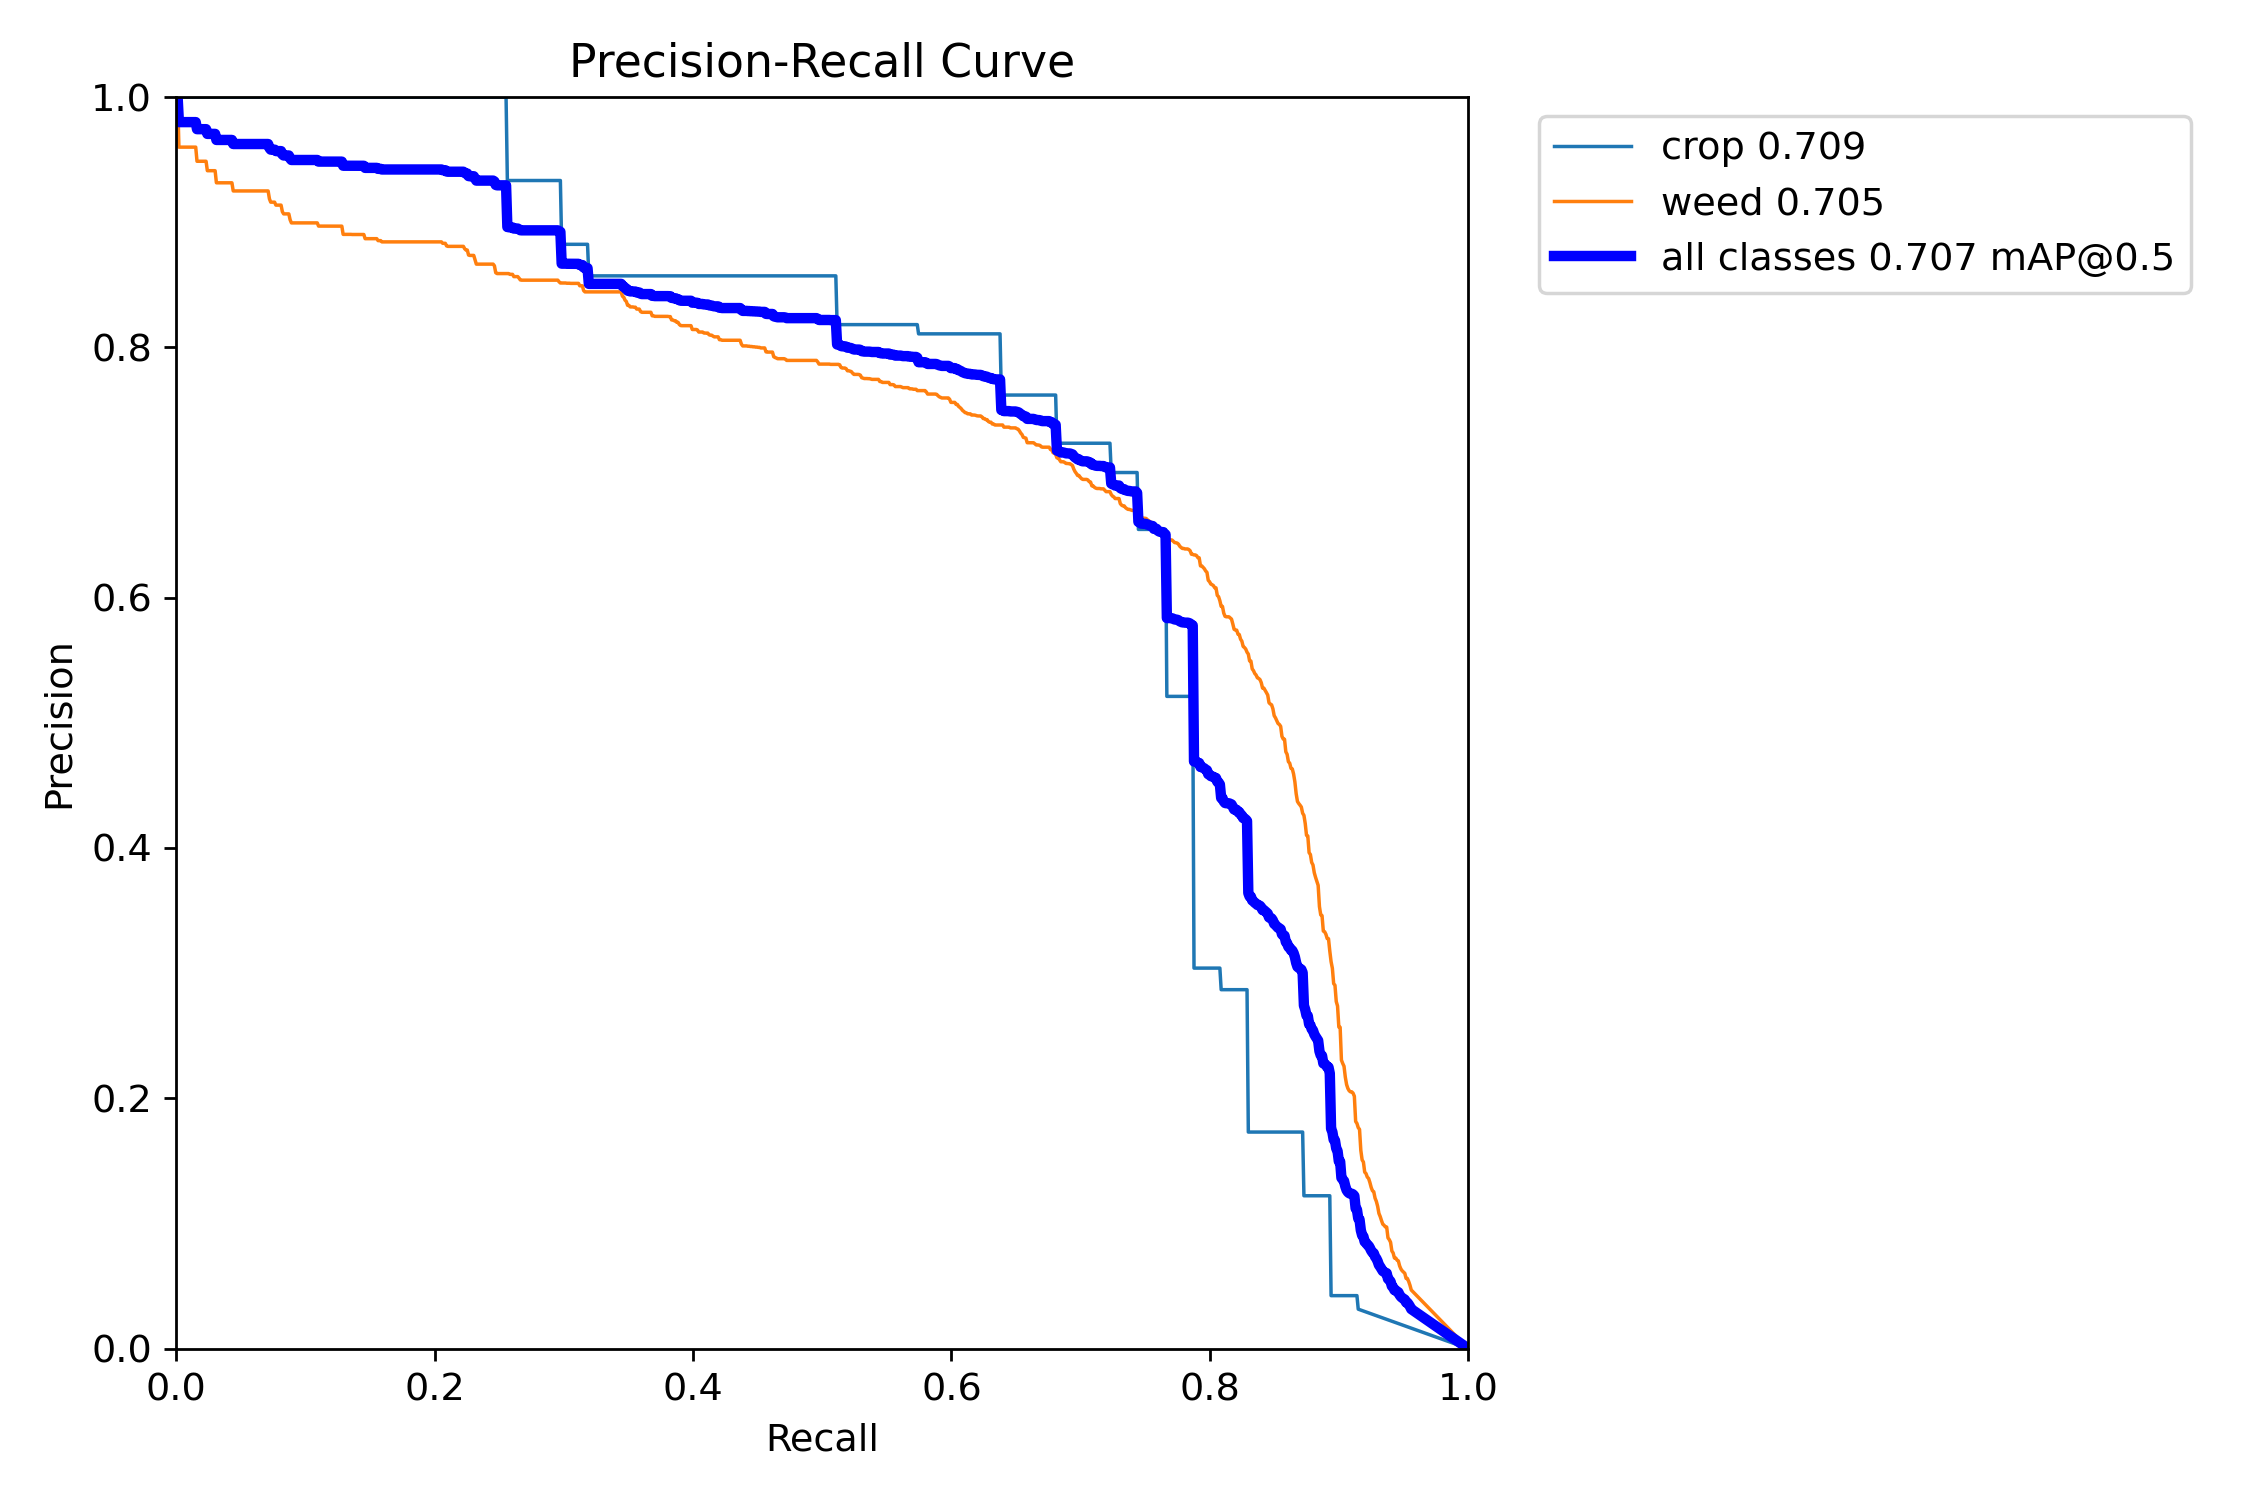 Precision-Recall Curve
crop 0.709
weed 0.705
all classes 0.707 mAP@0.5
Precision
1.0
0.8
0.6
0.4
0.2
0.0
0.0 0.2 0.4 0.6 0.8 1.0
Recall